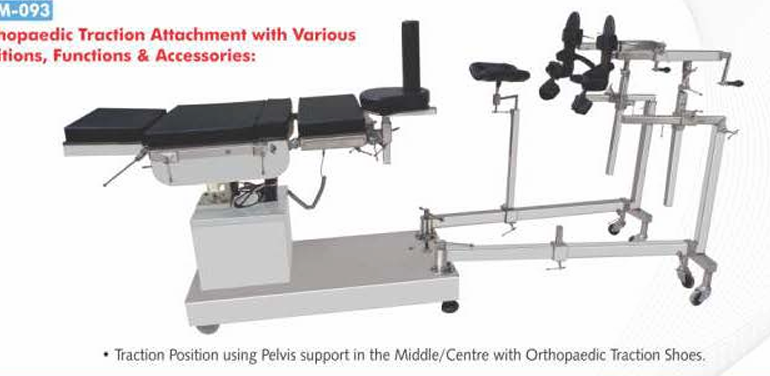 M-093
hopaedic Traction Attachment with Various
itions, Functions & Accessories:
• Traction Position using Pelvis support in the Middle/Centre with Orthopaedic Traction Shoes.